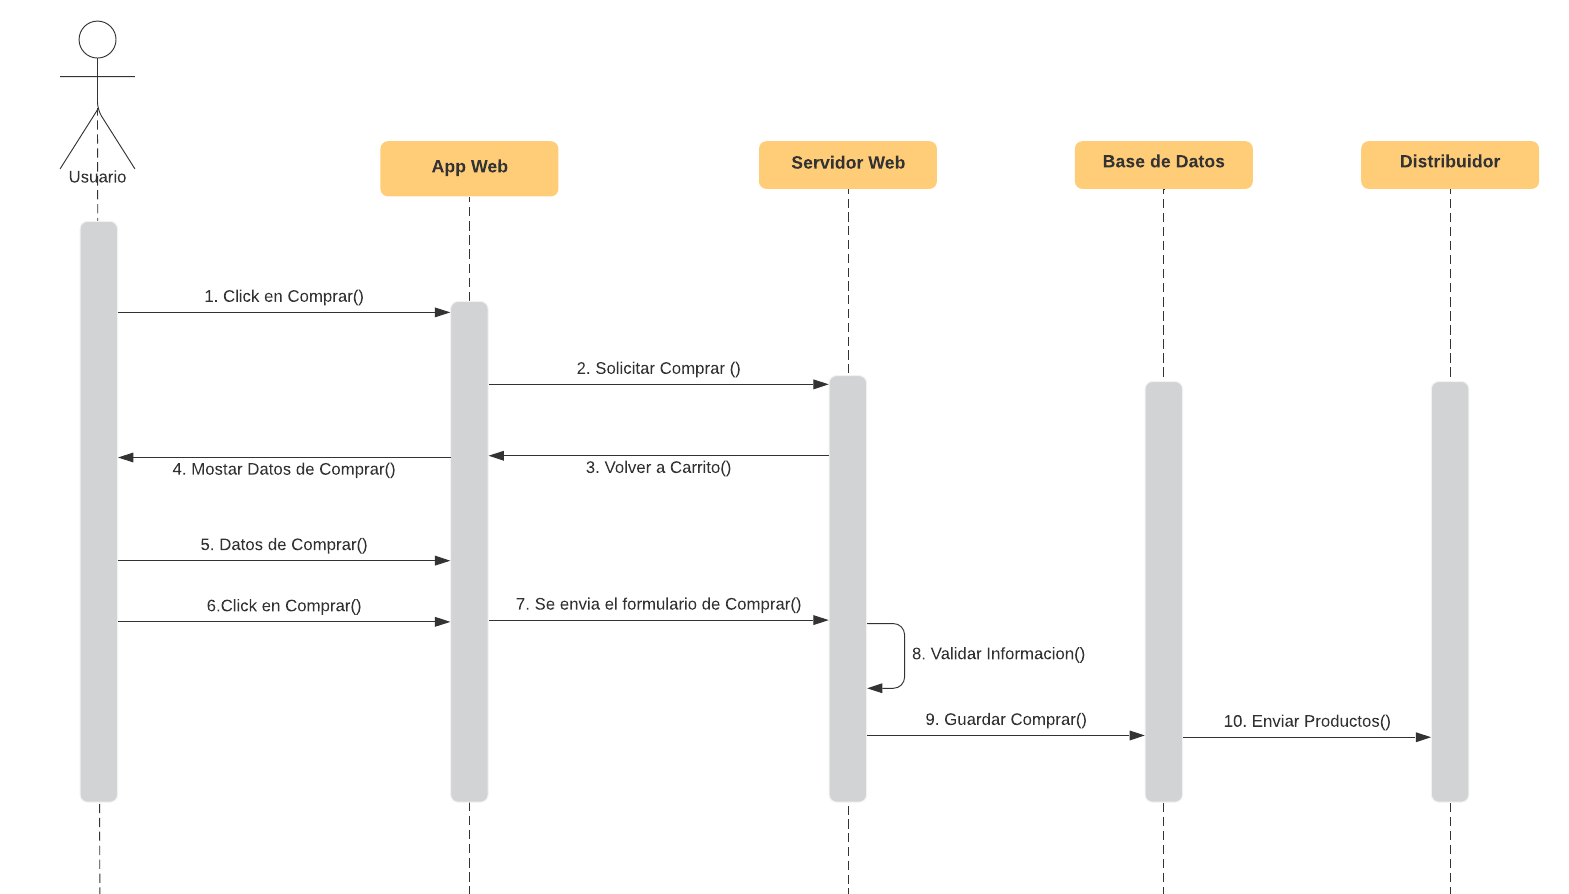 Usuario
App Web
Servidor Web
Base de Datos
Distribuidor
1. Click en Comprar()
2. Solicitar Comprar ()
3. Volver a Carrito()
4. Mostar Datos de Comprar()
5. Datos de Comprar()
6.Click en Comprar()
7. Se envia el formulario de Comprar()
8. Validar Informacion()
9. Guardar Comprar()
10. Enviar Productos()